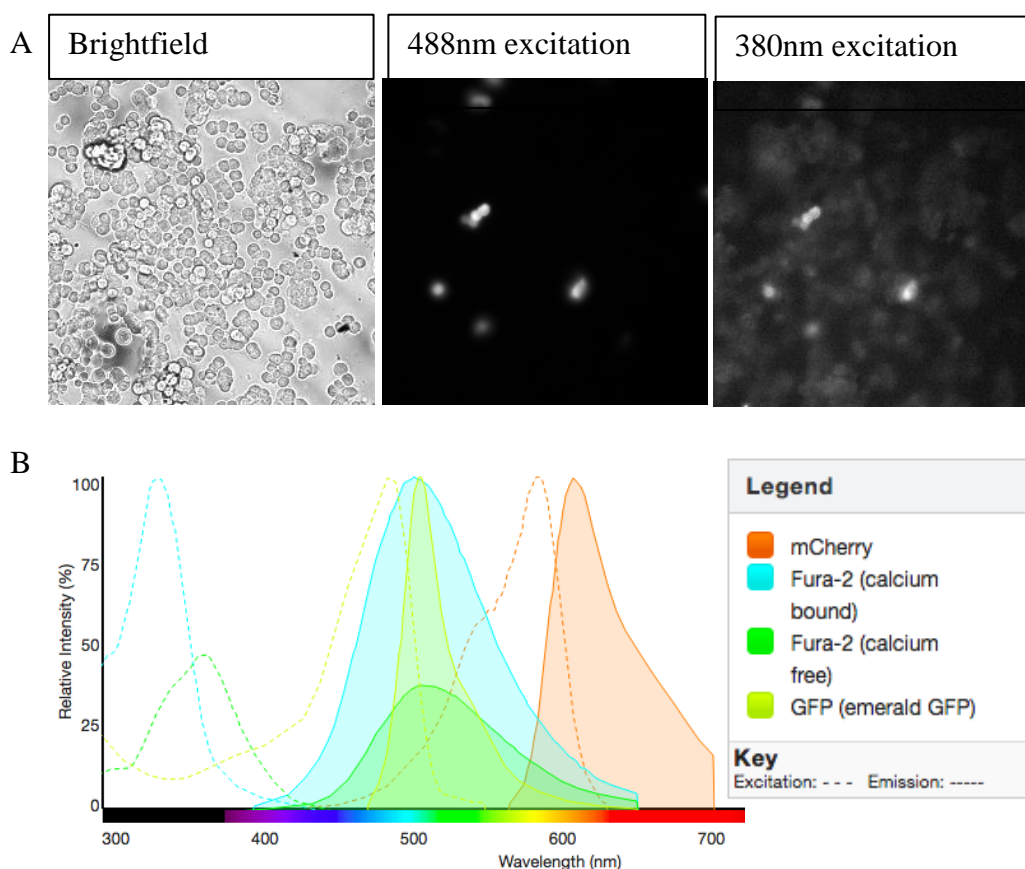 A
Brightfield
488nm excitation
380nm excitation
B
100
75
50
25
0
Relative Intensity (%)
300
400
500
600
700
Wavelength (nm)
Legend
mCherry
Fura-2 (calcium
bound)
Fura-2 (calcium
free)
GFP (emerald GFP)
Key
Excitation: - - - Emission: -----